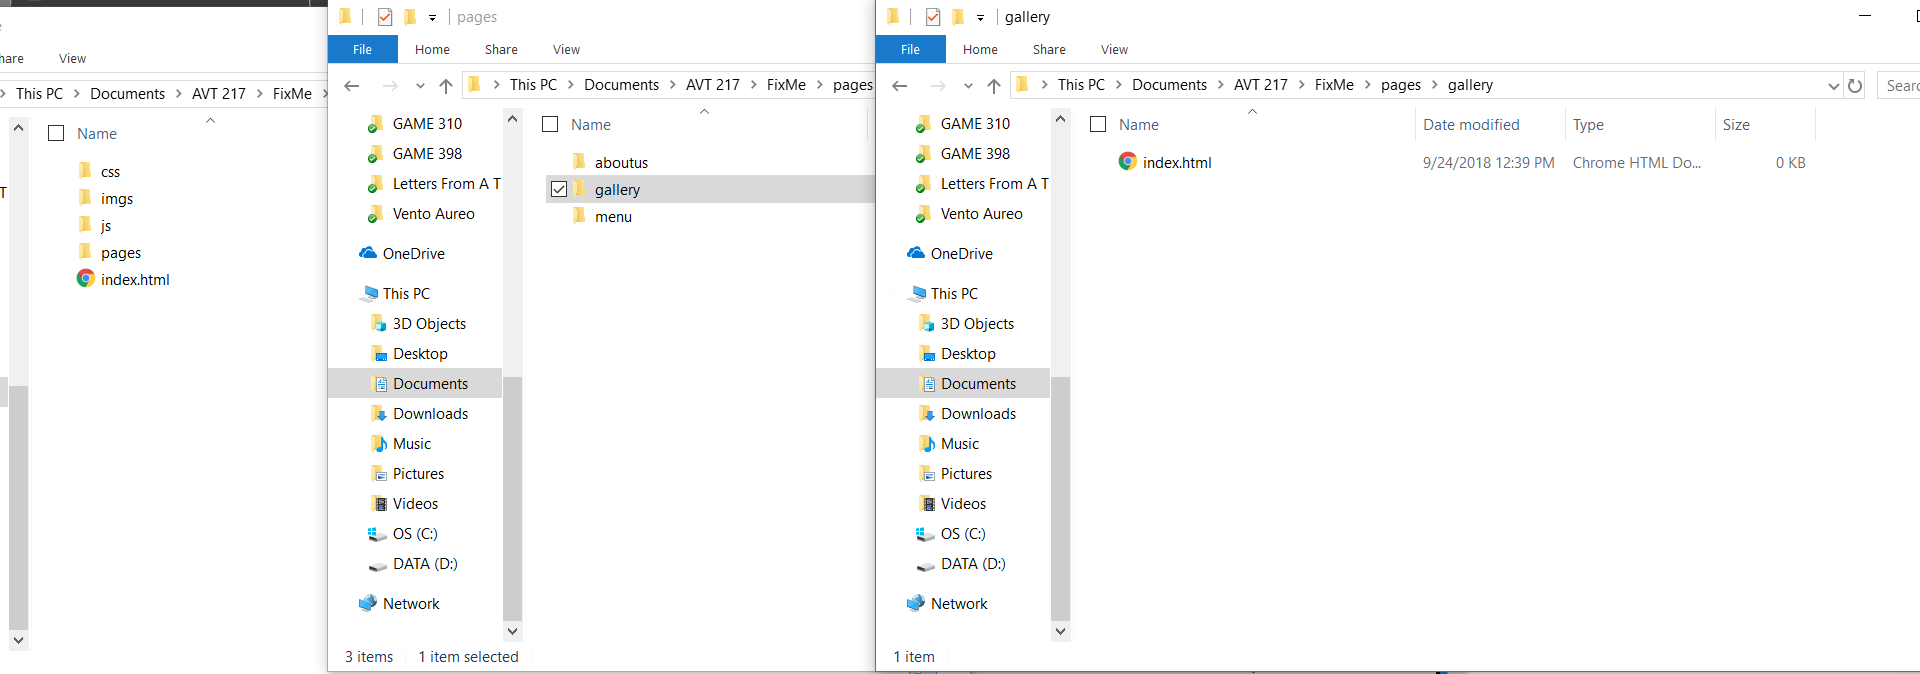 hare View
This PC > Documents > AVT 217 > FixMe >
Name
css
imgs
js
pages
index.html
T
pages
File Home Share View
This PC > Documents > AVT 217 > FixMe > pages
GAME 310
GAME 398
Letters From A T
Vento Aureo
OneDrive
This PC
3D Objects
Desktop
Documents
Downloads
Music
Pictures
Videos
OS (C:)
DATA (D:)
Network
Name
aboutus
gallery
menu
3 items 1 item selected
gallery
File Home Share View
This PC > Documents > AVT 217 > FixMe > pages > gallery
Searc
GAME 310
GAME 398
Letters From A T
Vento Aureo
OneDrive
This PC
3D Objects
Desktop
Documents
Downloads
Music
Pictures
Videos
OS (C:)
DATA (D:)
Network
Name Date modified Type Size
index.html 9/24/2018 12:39 PM Chrome HTML Do... 0 KB
1 item